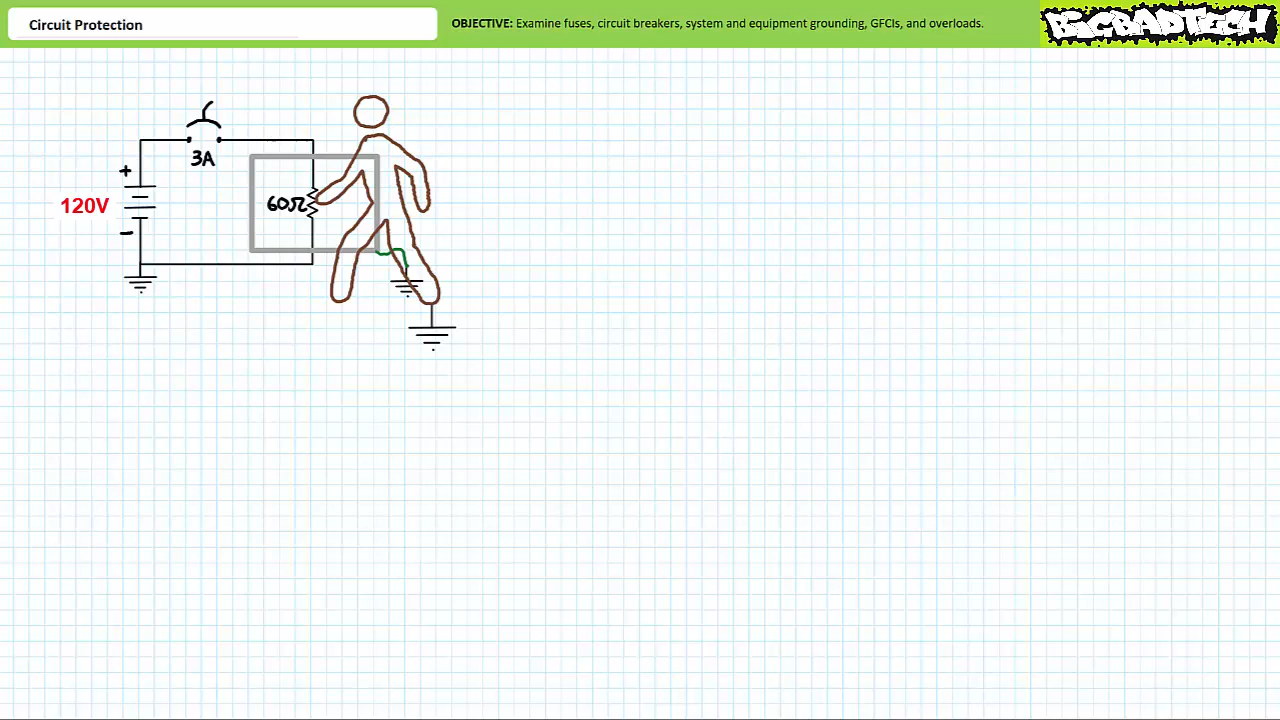 Circuit Protection
OBJECTIVE: Examine fuses, circuit breakers, system and equipment grounding, GFCIs, and overloads.
BIGBADTECH
3A
+
120V
60Ω
-